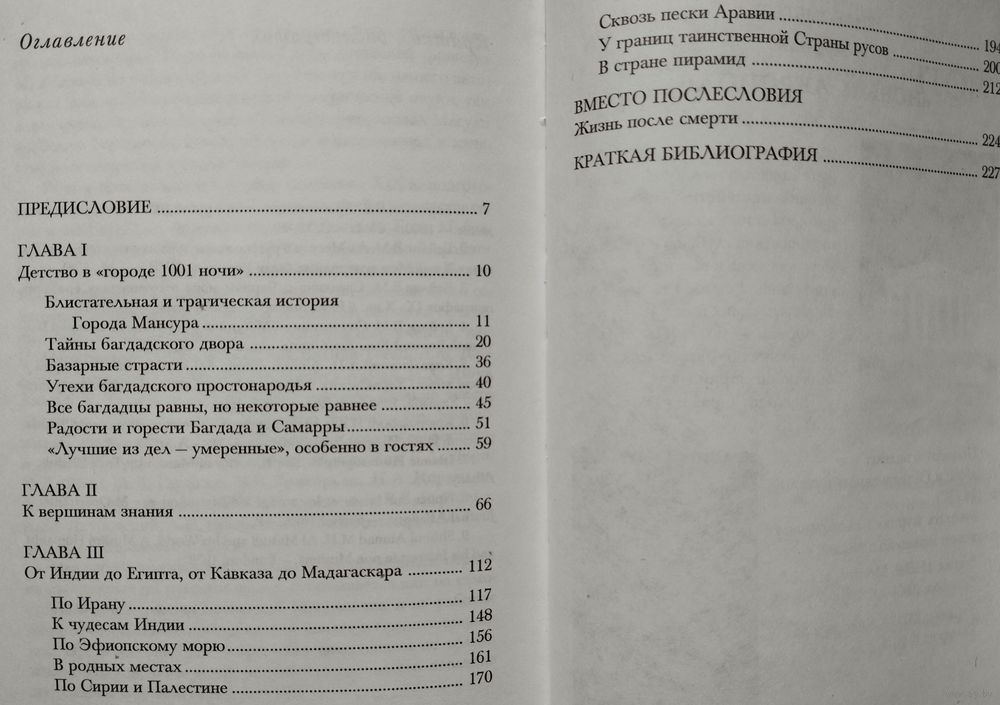 Оглавление
ПРЕДИСЛОВИЕ ........ 7
ГЛАВА I
Детство в «городе 1001 ночи» ........ 10
Блистательная и трагическая история
Города Мансура ........ 11
Тайны багдадского двора ........ 20
Базарные страсти ........ 36
Утехи багдадского простонародья ........ 40
Все багдадцы равны, но некоторые равнее ........ 45
Радости и горести Багдада и Самарры ........ 51
«Лучшие из дел — умеренные», особенно в гостях ........ 59
ГЛАВА II
К вершинам знания ........ 66
ГЛАВА III
От Индии до Египта, от Кавказа до Мадагаскара ........ 112
По Ирану ........ 117
К чудесам Индии ........ 148
По Эфиопскому морю ........ 156
В родных местах ........ 161
По Сирии и Палестине ........ 170
Сквозь пески Аравии ........ 194
У границ таинственной Страны русов ........ 200
В стране пирамид ........ 212
ВМЕСТО ПОСЛЕСЛОВИЯ
Жизнь после смерти ........ 224
КРАТКАЯ БИБЛИОГРАФИЯ ........ 227